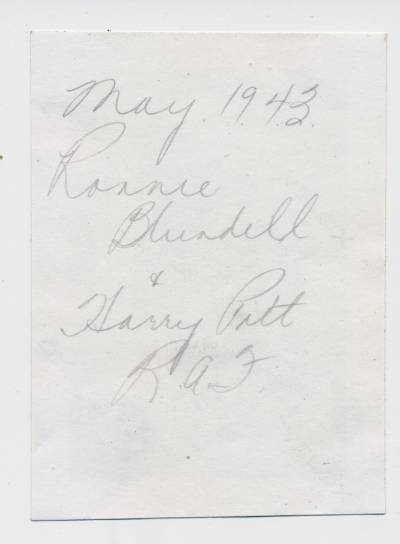 May. 1943.
Ronnie
Blundell
&
Harry Pitt
R.A.F.